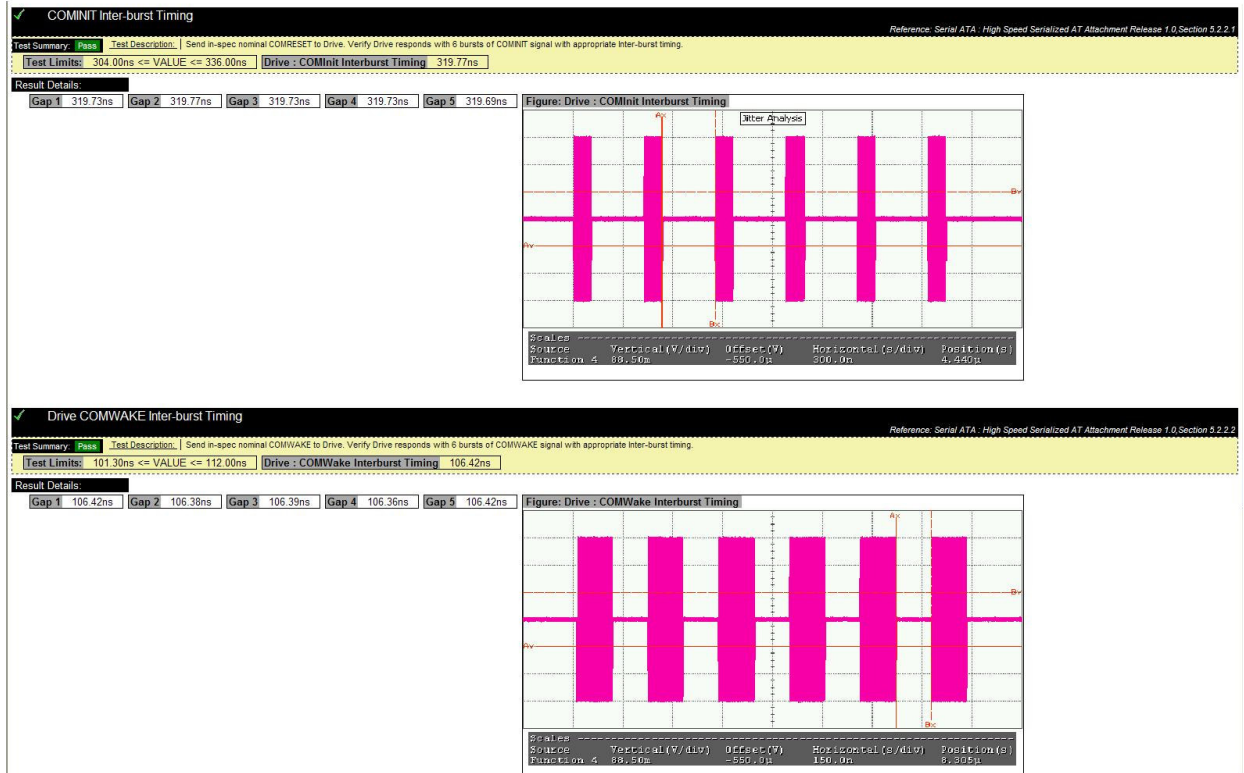 COMINIT Inter-burst Timing
Reference: Serial ATA : High Speed Serialized AT Attachment Release 1.0,Section 5.2.2.1
Test Summary: Pass Test Description: Send in-spec nominal COMRESET to Drive. Verify Drive responds with 6 bursts of COMINIT signal with appropriate Inter-burst timing.
Test Limits: 304.00ns <= VALUE <= 336.00ns Drive : COMInit Interburst Timing 319.77ns
Result Details:
Gap 1 319.73ns Gap 2 319.77ns Gap 3 319.73ns Gap 4 319.73ns Gap 5 319.69ns Figure: Drive : COMInit Interburst Timing
Ax Jitter Analysis
By
Ay
Bx
Scales
Source Vertical(V/div) Offset(V) Horizontal(s/div) Position(s)
Function 4 88.50m -550.0µ 300.0n 4.440µ
Drive COMWAKE Inter-burst Timing
Reference: Serial ATA : High Speed Serialized AT Attachment Release 1.0,Section 5.2.2.2
Test Summary: Pass Test Description: Send in-spec nominal COMWAKE to Drive. Verify Drive responds with 6 bursts of COMWAKE signal with appropriate Inter-burst timing.
Test Limits: 101.30ns <= VALUE <= 112.00ns Drive : COMWake Interburst Timing 106.42ns
Result Details:
Gap 1 106.42ns Gap 2 106.38ns Gap 3 106.39ns Gap 4 106.36ns Gap 5 106.42ns Figure: Drive : COMWake Interburst Timing
Ax
By
Ay
Bx
Scales
Source Vertical(V/div) Offset(V) Horizontal(s/div) Position(s)
Function 4 88.50m -550.0µ 150.0n 8.305µ